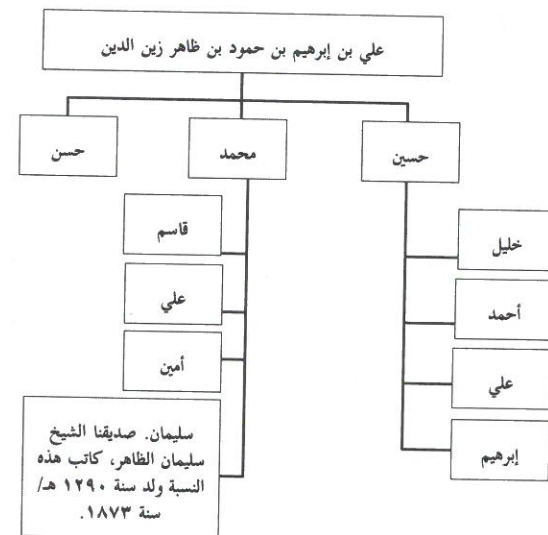 علي بن إبرهيم بن حمود بن ظاهر زين الدين
حسين
محمد
حسن
خليل
أحمد
علي
إبرهيم
قاسم
علي
أمين
سليمان. صديقنا الشيخ
سليمان الظاهر، كاتب هذه
النسبة ولد سنة ١٢٩٠ هـ/
سنة ١٨٧٣.